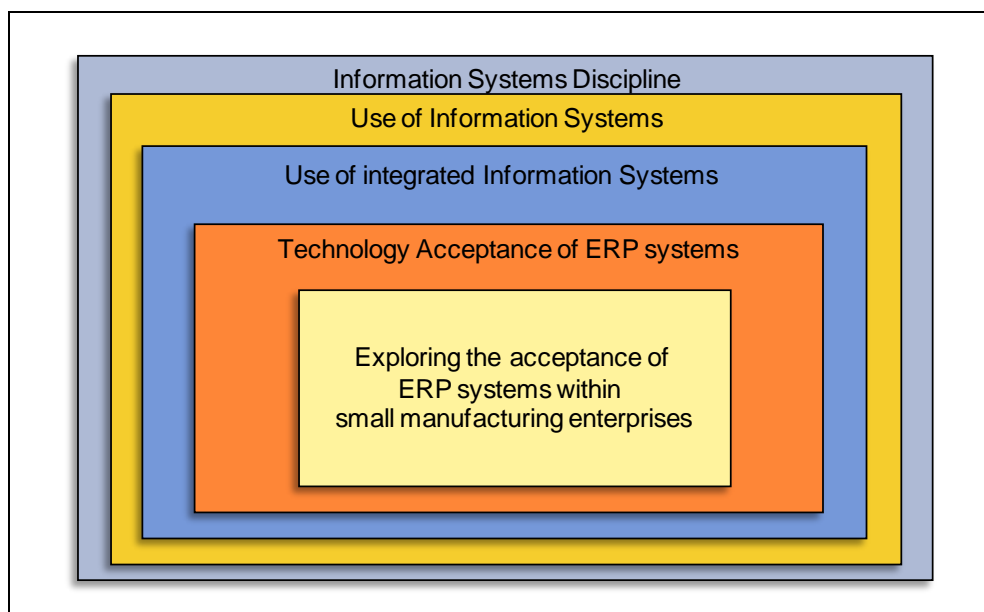 Information Systems Discipline
Use of Information Systems
Use of integrated Information Systems
Technology Acceptance of ERP systems
Exploring the acceptance of
ERP systems within
small manufacturing enterprises